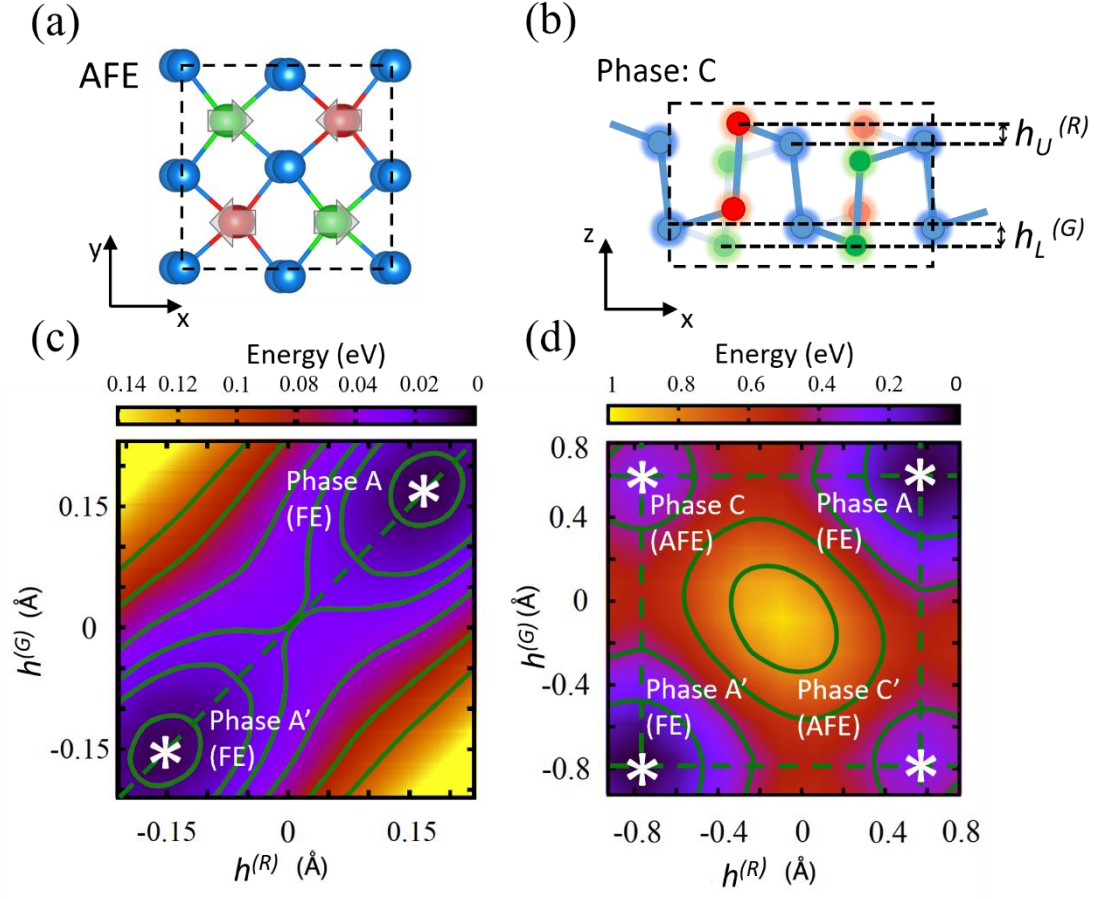 (a)
AFE
y
x
(b)
Phase: C
h_U^(R)
h_L^(G)
z
x
(c)
Energy (eV)
0.14 0.12 0.1 0.08 0.04 0.02 0
0.15
0
-0.15
h^(G) (Å)
Phase A
(FE)
Phase A'
(FE)
-0.15 0 0.15
h^(R) (Å)
(d)
Energy (eV)
1 0.8 0.6 0.4 0.2 0
0.8
0.4
0
-0.4
-0.8
h^(G) (Å)
Phase C
(AFE)
Phase A
(FE)
Phase A'
(FE)
Phase C'
(AFE)
-0.8 -0.4 0 0.4 0.8
h^(R) (Å)